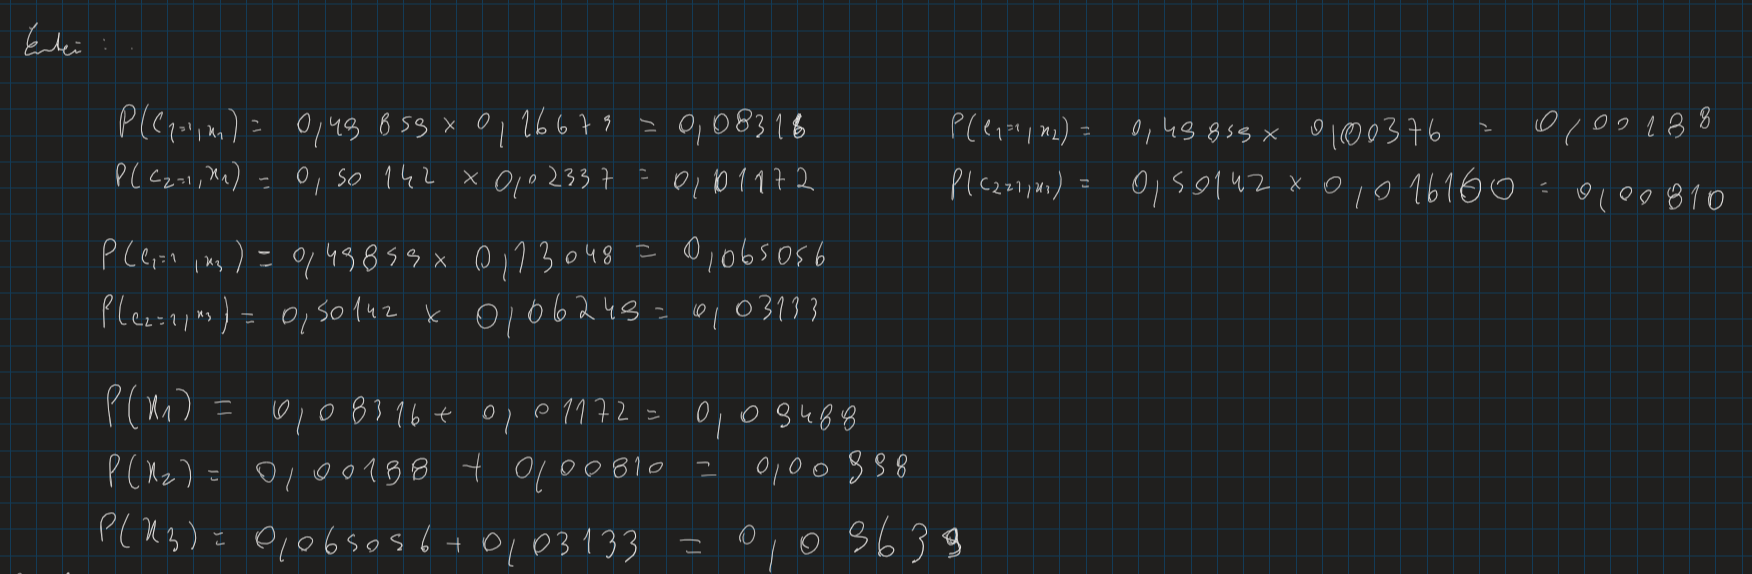 Então:
P(C1=1, x1) = 0,49859 x 0,16679 = 0,08316    P(C1=1, x2) = 0,49859 x 0,00376 = 0,00188
P(C2=1, x1) = 0,50142 x 0,02337 = 0,01172    P(C2=1, x2) = 0,50142 x 0,016160 = 0,00810
P(C1=1, x3) = 0,49859 x 0,13048 = 0,065056
P(C2=1, x3) = 0,50142 x 0,06249 = 0,03133
P(x1) = 0,08316 + 0,01172 = 0,09488
P(x2) = 0,00188 + 0,00810 = 0,00998
P(x3) = 0,065056 + 0,03133 = 0,09639